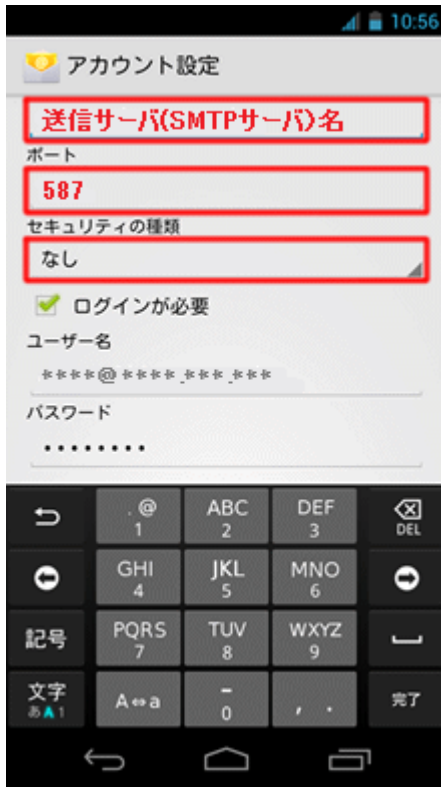 10:56
アカウント設定
送信サーバ(SMTPサーバ)名
ポート
587
セキュリティの種類
なし
ログインが必要
ユーザー名
****@****.***.***
パスワード
••••••••
. @ ABC DEF
1 2 3 DEL
GHI JKL MNO
4 5 6
記号 PQRS TUV WXYZ
7 8 9
文字 A⇔a - , . 完了
あA1 0